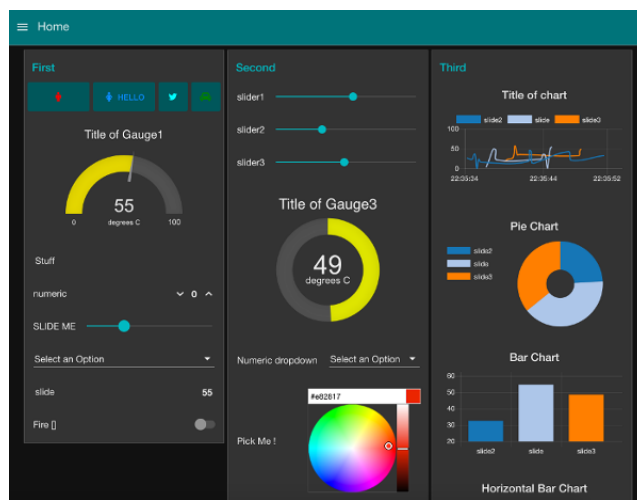 Home
First
HELLO
Title of Gauge1
55
degrees C
0
100
Stuff
numeric
0
SLIDE ME
Select an Option
slide
55
Fire []
Second
slider1
slider2
slider3
Title of Gauge3
49
degrees C
Numeric dropdown
Select an Option
#e82817
Pick Me !
Third
Title of chart
slide2 slide slide3
100
50
0
22:35:34 22:35:44 22:35:52
Pie Chart
slide2
slide
slide3
Bar Chart
60
50
40
30
20
slide2 slide slide3
Horizontal Bar Chart